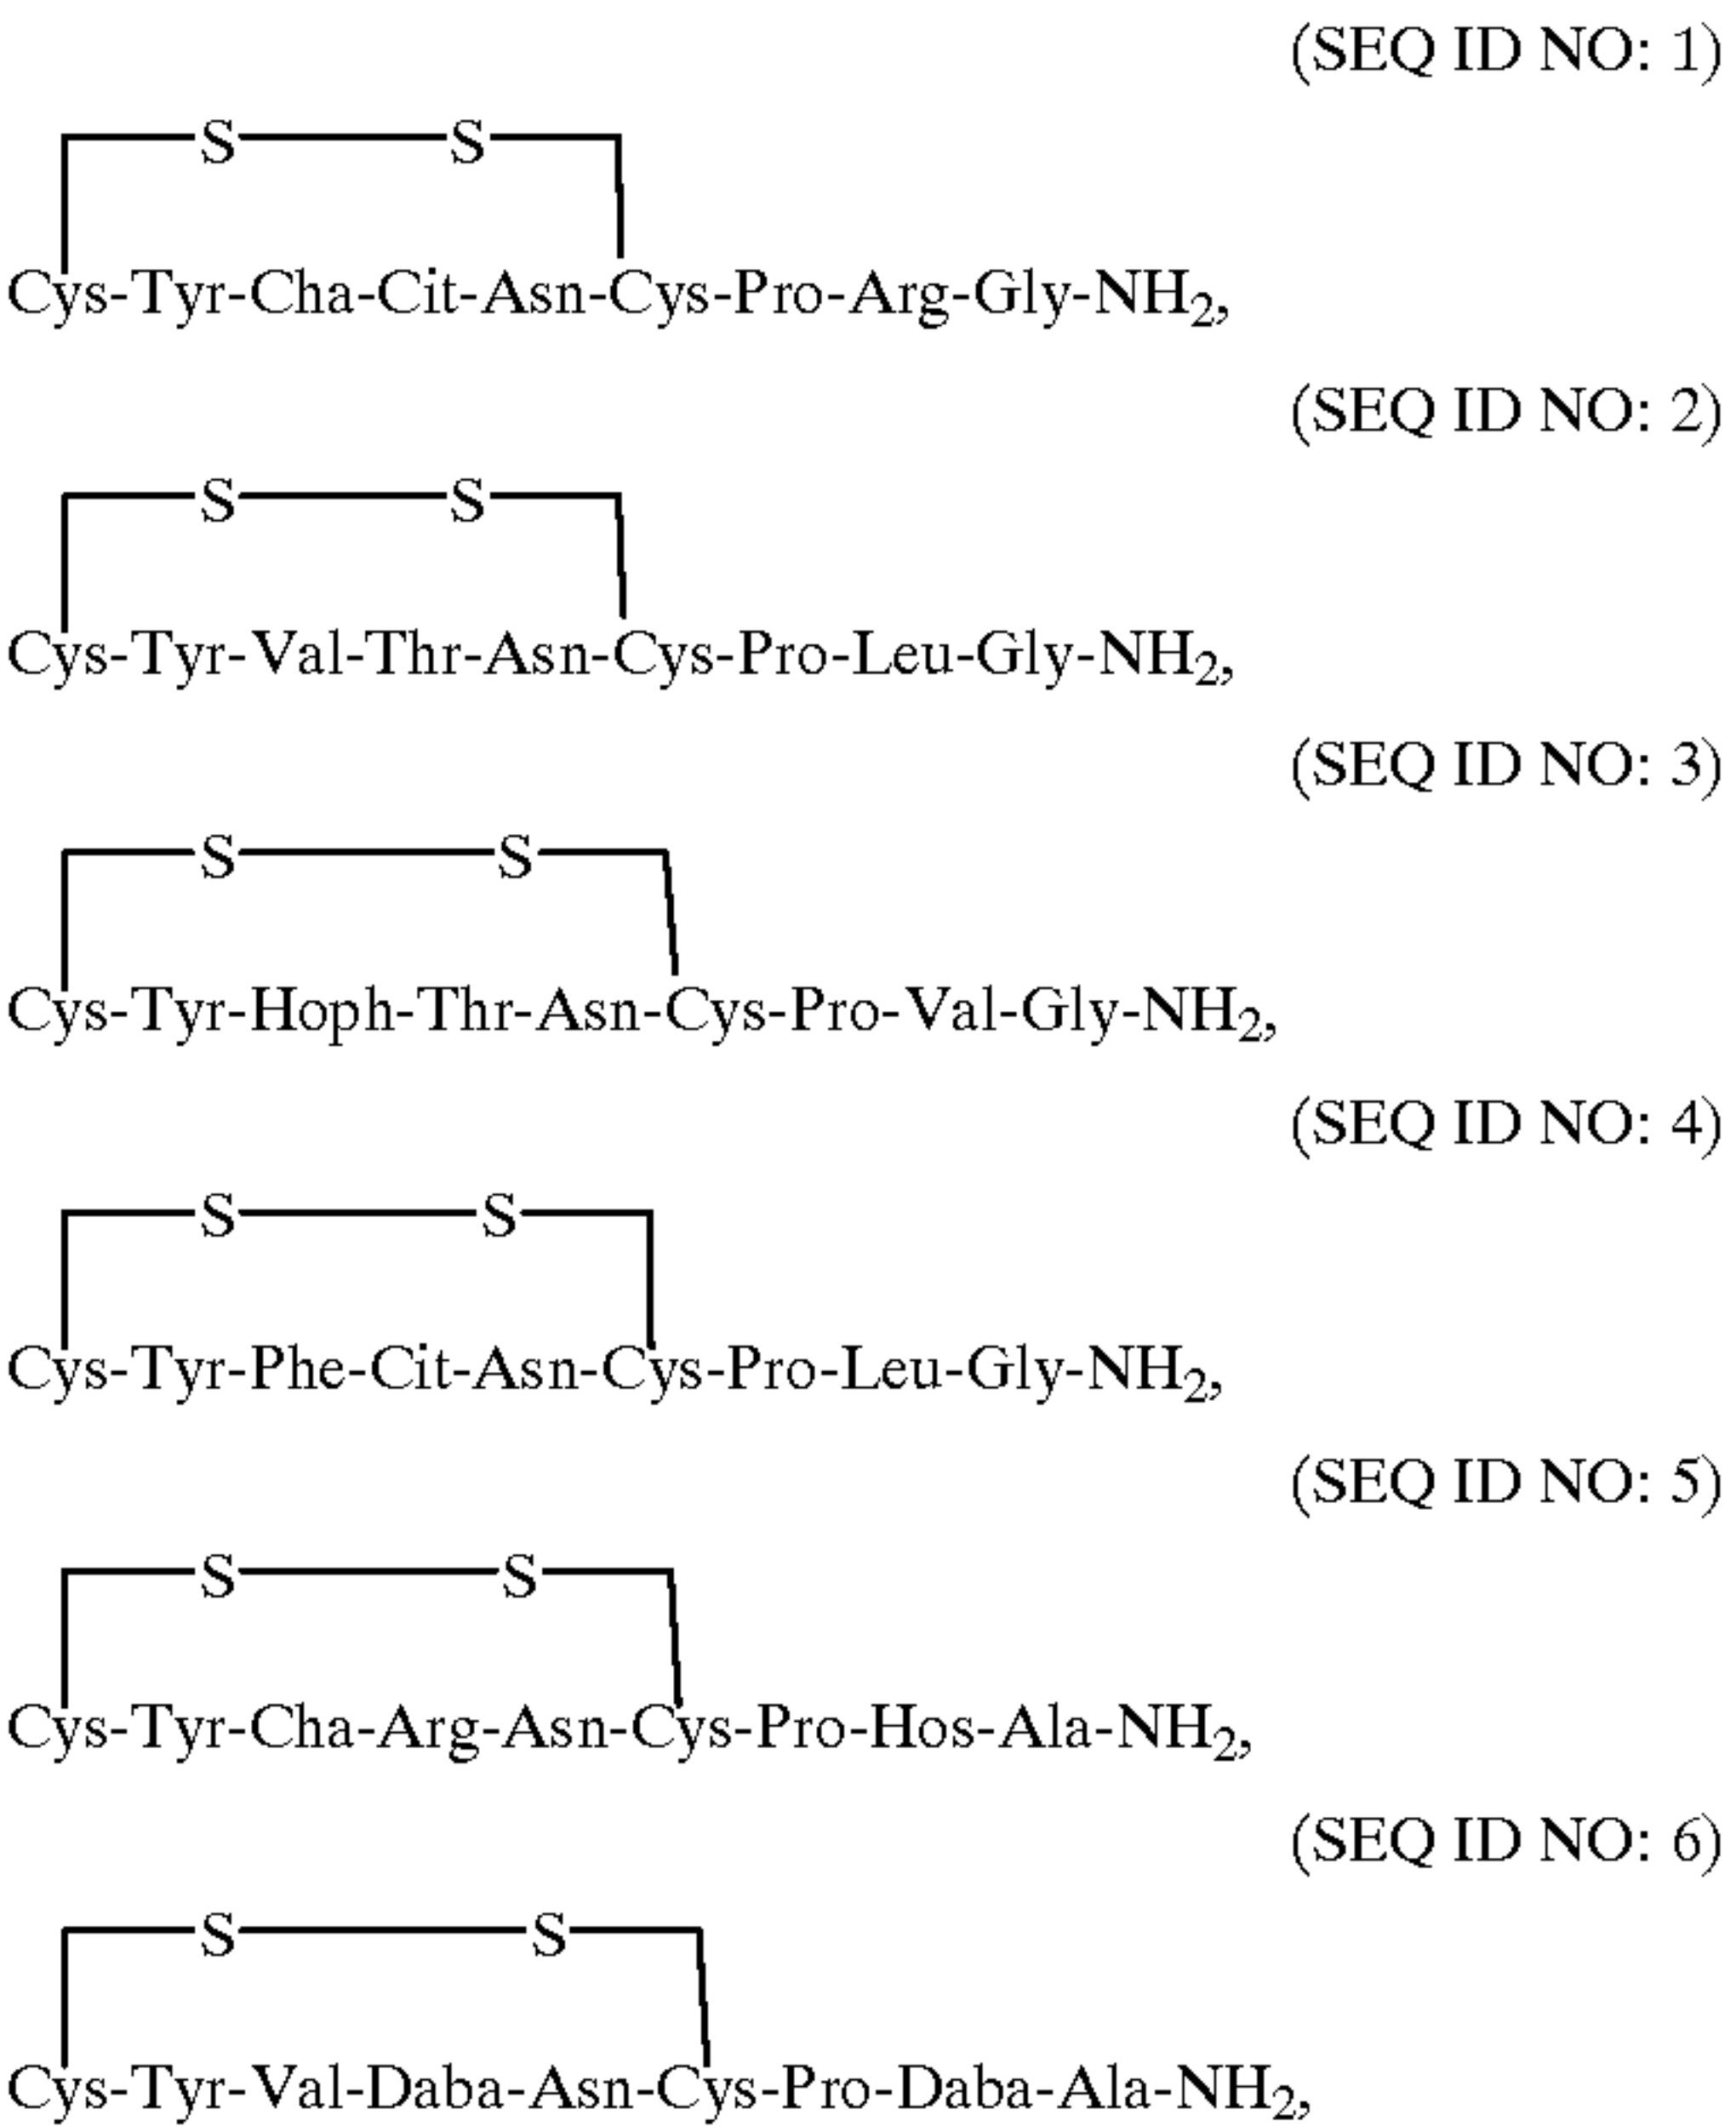 (SEQ ID NO: 1)
S S
Cys-Tyr-Cha-Cit-Asn-Cys-Pro-Arg-Gly-NH2,
(SEQ ID NO: 2)
S S
Cys-Tyr-Val-Thr-Asn-Cys-Pro-Leu-Gly-NH2,
(SEQ ID NO: 3)
S S
Cys-Tyr-Hoph-Thr-Asn-Cys-Pro-Val-Gly-NH2,
(SEQ ID NO: 4)
S S
Cys-Tyr-Phe-Cit-Asn-Cys-Pro-Leu-Gly-NH2,
(SEQ ID NO: 5)
S S
Cys-Tyr-Cha-Arg-Asn-Cys-Pro-Hos-Ala-NH2,
(SEQ ID NO: 6)
S S
Cys-Tyr-Val-Daba-Asn-Cys-Pro-Daba-Ala-NH2,